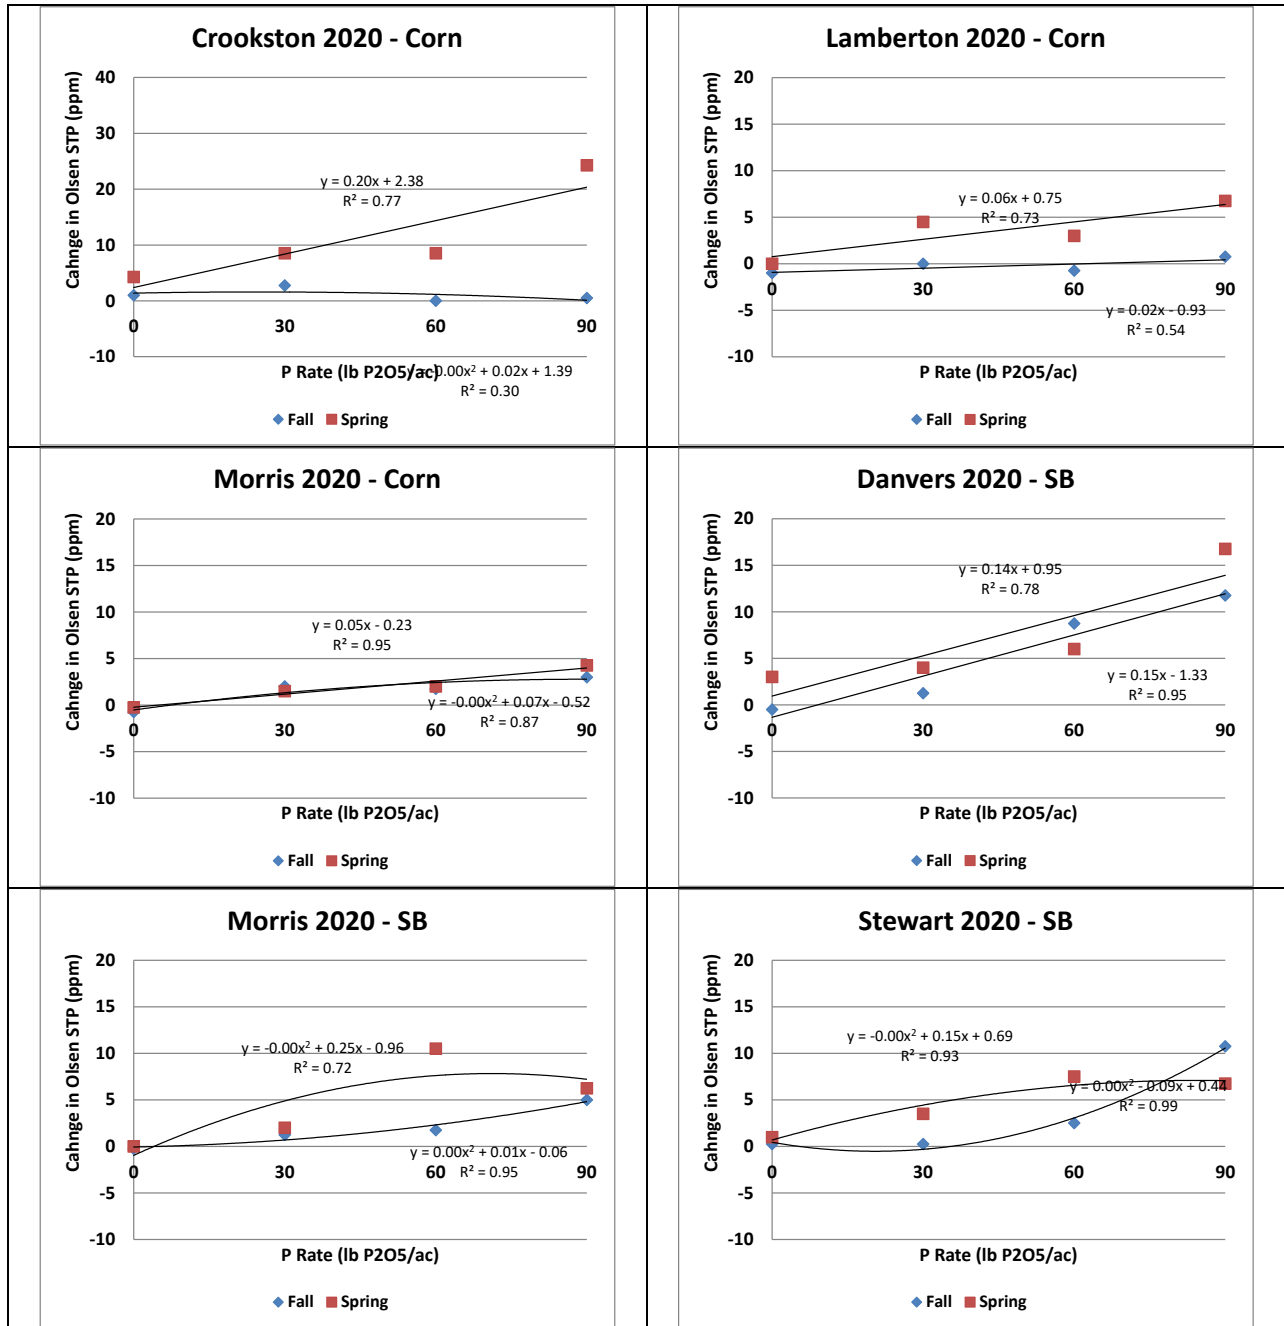 Crookston 2020 - Corn
Cahnge in Olsen STP (ppm)
40
30
20
10
0
-10
0 30 60 90
y = 0.20x + 2.38
R² = 0.77
P Rate (lb P2O5/ac)
-0.00x² + 0.02x + 1.39
R² = 0.30
Fall Spring
Lamberton 2020 - Corn
Cahnge in Olsen STP (ppm)
20
15
10
5
0
-5
-10
0 30 60 90
y = 0.06x + 0.75
R² = 0.73
y = 0.02x - 0.93
R² = 0.54
P Rate (lb P2O5/ac)
Fall Spring
Morris 2020 - Corn
Cahnge in Olsen STP (ppm)
20
15
10
5
0
-5
-10
0 30 60 90
y = 0.05x - 0.23
R² = 0.95
y = -0.00x² + 0.07x - 0.52
R² = 0.87
P Rate (lb P2O5/ac)
Fall Spring
Danvers 2020 - SB
Cahnge in Olsen STP (ppm)
20
15
10
5
0
-5
-10
0 30 60 90
y = 0.14x + 0.95
R² = 0.78
y = 0.15x - 1.33
R² = 0.95
P Rate (lb P2O5/ac)
Fall Spring
Morris 2020 - SB
Cahnge in Olsen STP (ppm)
20
15
10
5
0
-5
-10
0 30 60 90
y = -0.00x² + 0.25x - 0.96
R² = 0.72
y = 0.00x² + 0.01x - 0.06
R² = 0.95
P Rate (lb P2O5/ac)
Fall Spring
Stewart 2020 - SB
Cahnge in Olsen STP (ppm)
20
15
10
5
0
-5
-10
0 30 60 90
y = -0.00x² + 0.15x + 0.69
R² = 0.93
y = 0.00x² - 0.09x + 0.44
R² = 0.99
P Rate (lb P2O5/ac)
Fall Spring